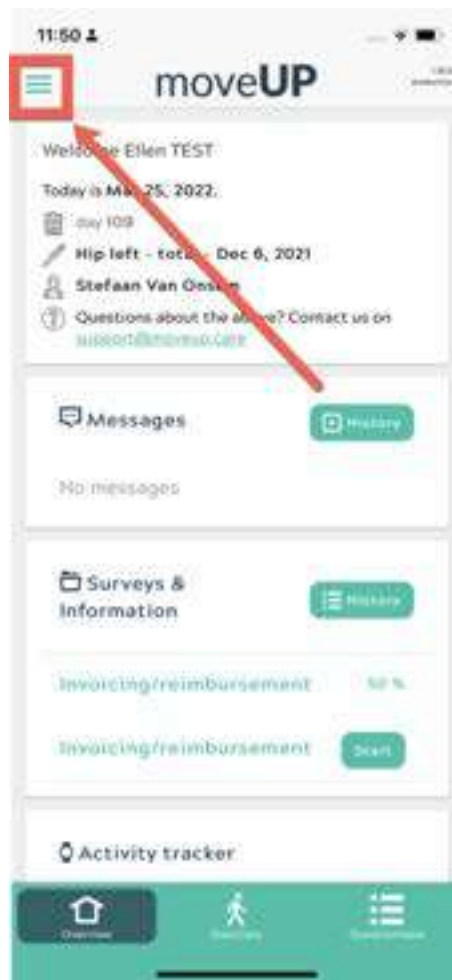 11:50
moveUP
Welcome Ellen TEST
Today is Mar 25, 2022.
day 109
Hip left - total - Dec 6, 2021
Stefaan Van Onsem
Questions about the above? Contact us on
support@moveup.care
Messages
History
No messages
Surveys &
History
Information
Invoicing/reimbursement 50 %
Invoicing/reimbursement Start
Activity tracker
Overview